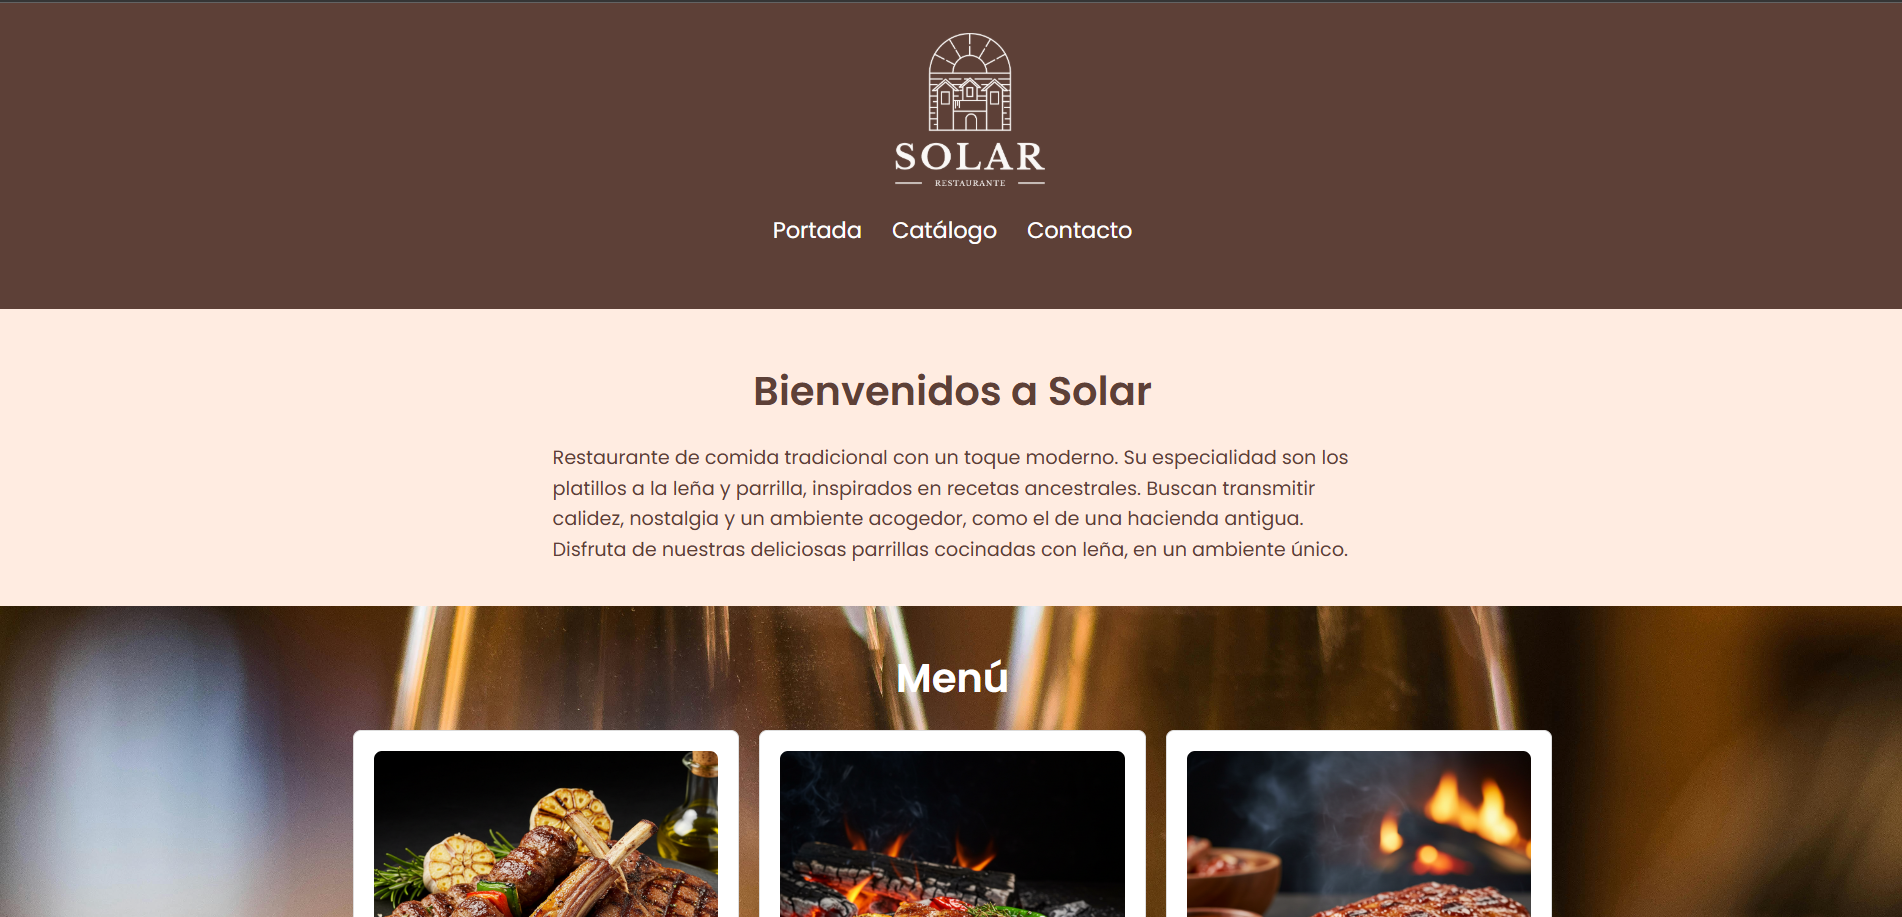 SOLAR
RESTAURANTE
Portada Catálogo Contacto
Bienvenidos a Solar
Restaurante de comida tradicional con un toque moderno. Su especialidad son los
platillos a la leña y parrilla, inspirados en recetas ancestrales. Buscan transmitir
calidez, nostalgia y un ambiente acogedor, como el de una hacienda antigua.
Disfruta de nuestras deliciosas parrillas cocinadas con leña, en un ambiente único.
Menú